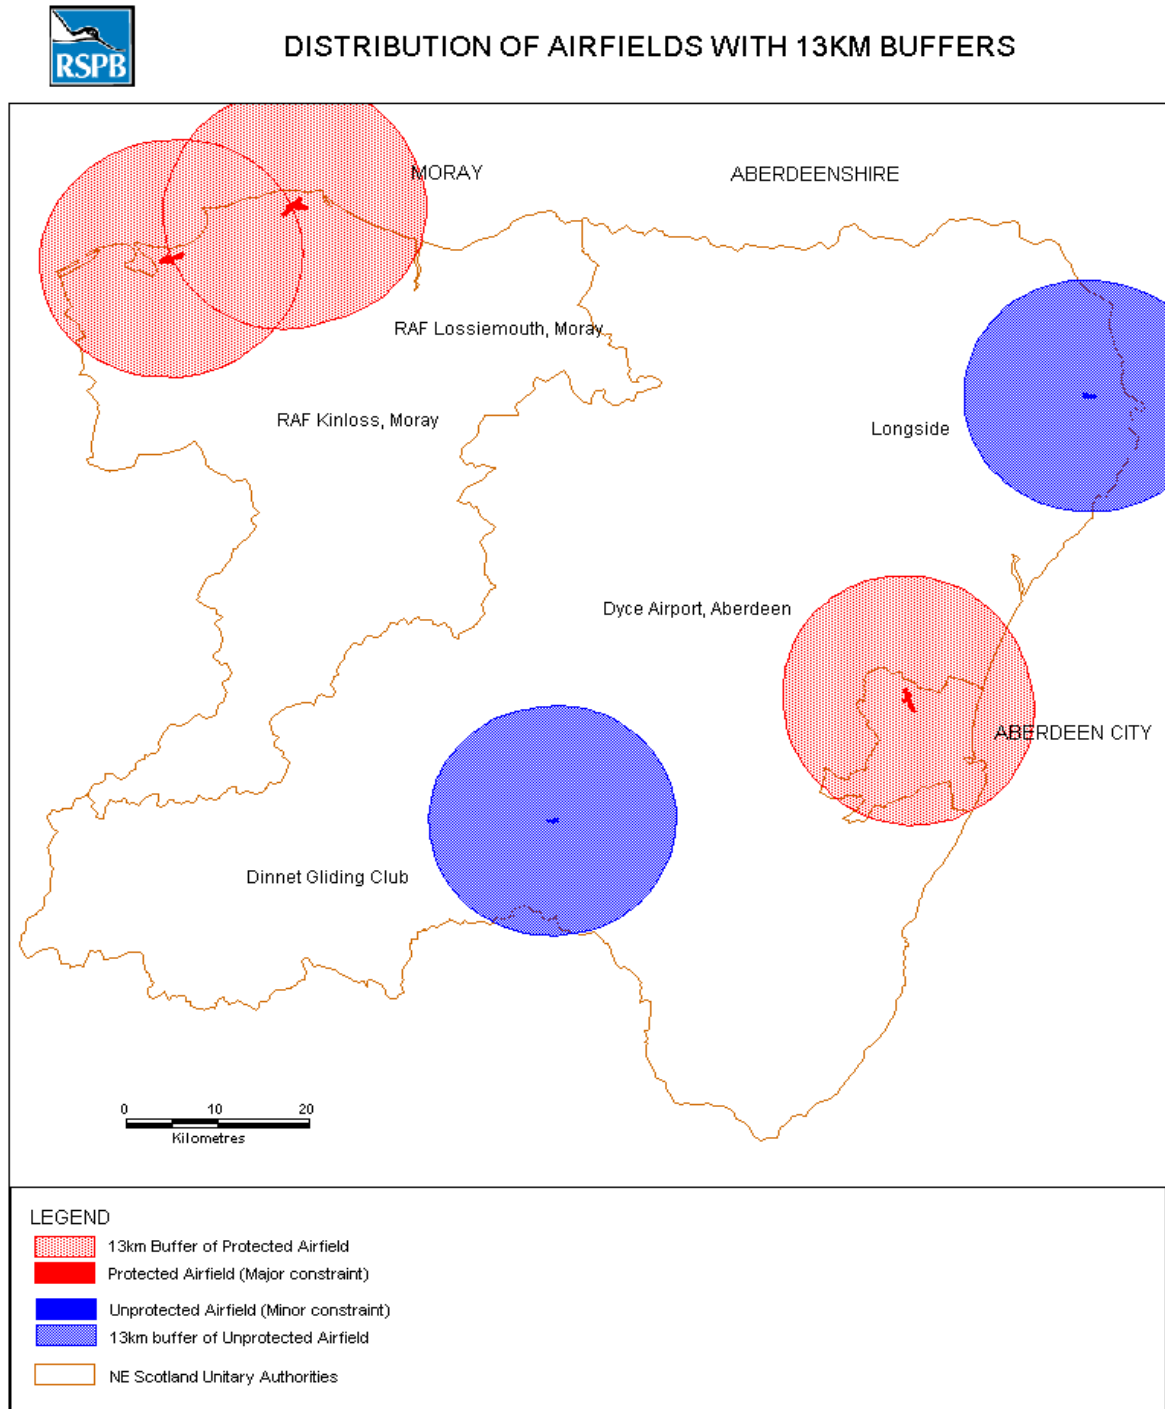 RSPB
DISTRIBUTION OF AIRFIELDS WITH 13KM BUFFERS
MORAY
ABERDEENSHIRE
RAF Lossiemouth, Moray
RAF Kinloss, Moray
Longside
Dyce Airport, Aberdeen
ABERDEEN CITY
Dinnet Gliding Club
0 10 20
Kilometres
LEGEND
13km Buffer of Protected Airfield
Protected Airfield (Major constraint)
Unprotected Airfield (Minor constraint)
13km buffer of Unprotected Airfield
NE Scotland Unitary Authorities